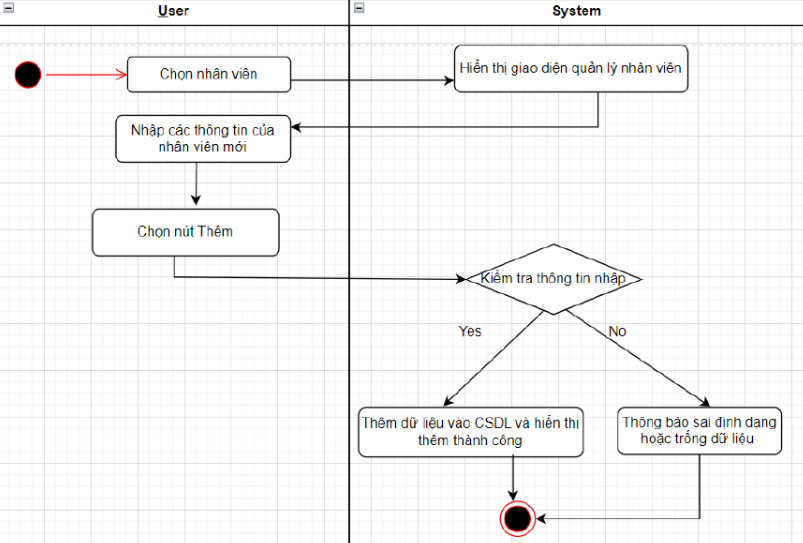 User
System
Chọn nhân viên
Hiển thị giao diện quản lý nhân viên
Nhập các thông tin của
nhân viên mới
Chọn nút Thêm
Kiểm tra thông tin nhập
Yes
No
Thêm dữ liệu vào CSDL và hiển thị
thêm thành công
Thông báo sai định dạng
hoặc trống dữ liệu